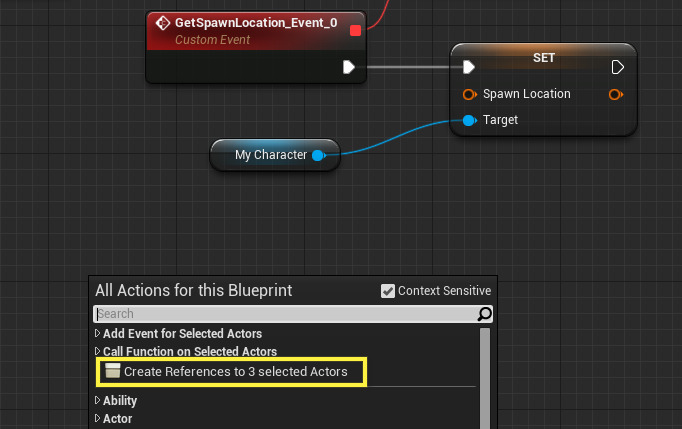 GetSpawnLocation_Event_0
Custom Event
SET
Spawn Location
Target
My Character
All Actions for this Blueprint
Context Sensitive
Search
Add Event for Selected Actors
Call Function on Selected Actors
Create References to 3 selected Actors
Ability
Actor